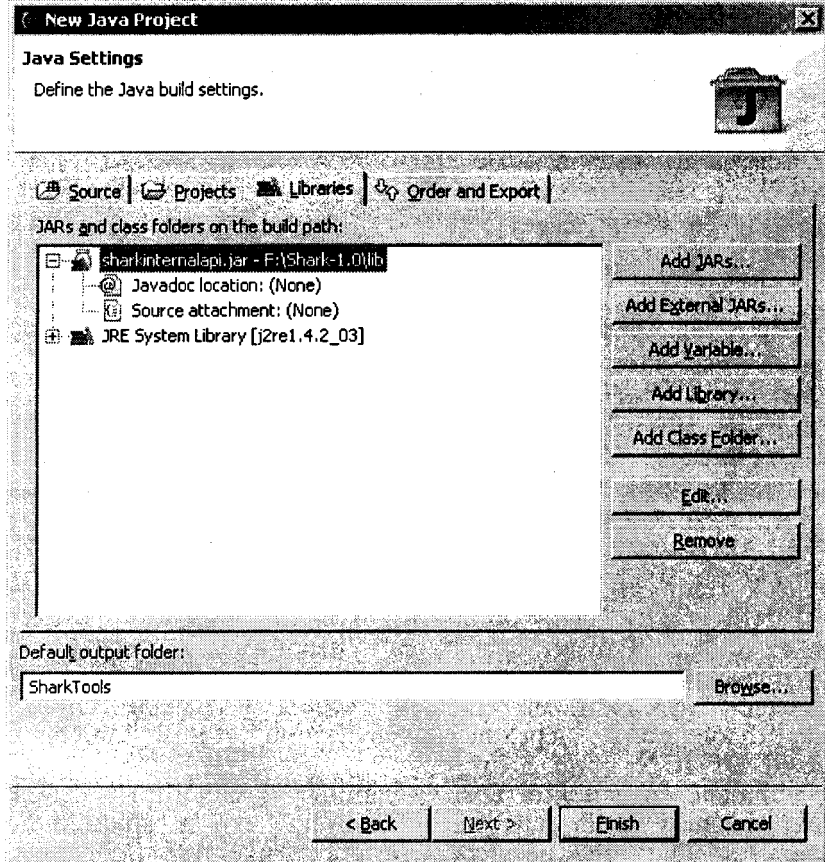 New Java Project
Java Settings
Define the Java build settings.
Source Projects Libraries Order and Export
JARs and class folders on the build path:
sharkinternalapi.jar - F:\Shark-1.0\lib
Javadoc location: (None)
Source attachment: (None)
JRE System Library [j2re1.4.2_03]
Add JARs...
Add External JARs...
Add Variable...
Add Library...
Add Class Folder...
Edit...
Remove
Default output folder:
SharkTools
Browse...
< Back
Next >
Finish
Cancel